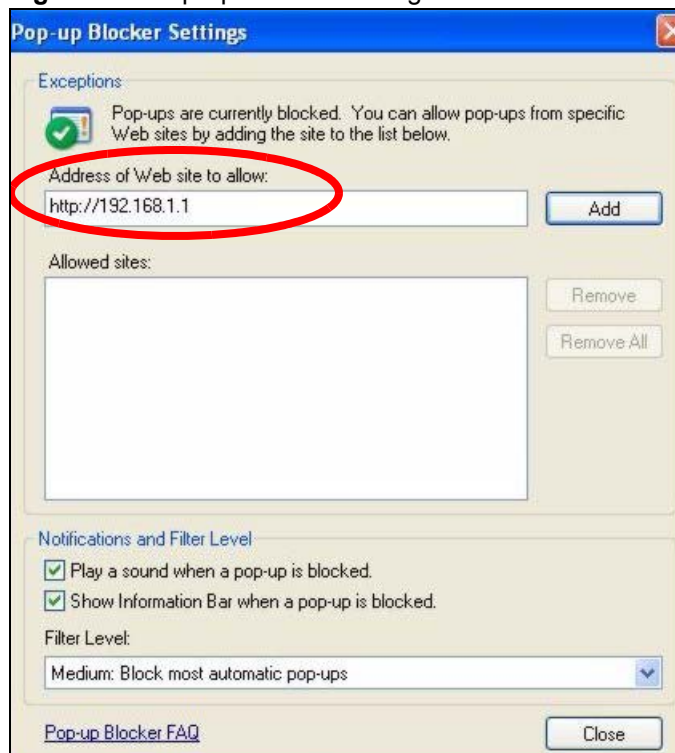 Pop-up Blocker Settings
Exceptions
Pop-ups are currently blocked. You can allow pop-ups from specific
Web sites by adding the site to the list below.
Address of Web site to allow:
http://192.168.1.1
Add
Allowed sites:
Remove
Remove All
Notifications and Filter Level
Play a sound when a pop-up is blocked.
Show Information Bar when a pop-up is blocked.
Filter Level:
Medium: Block most automatic pop-ups
Pop-up Blocker FAQ
Close